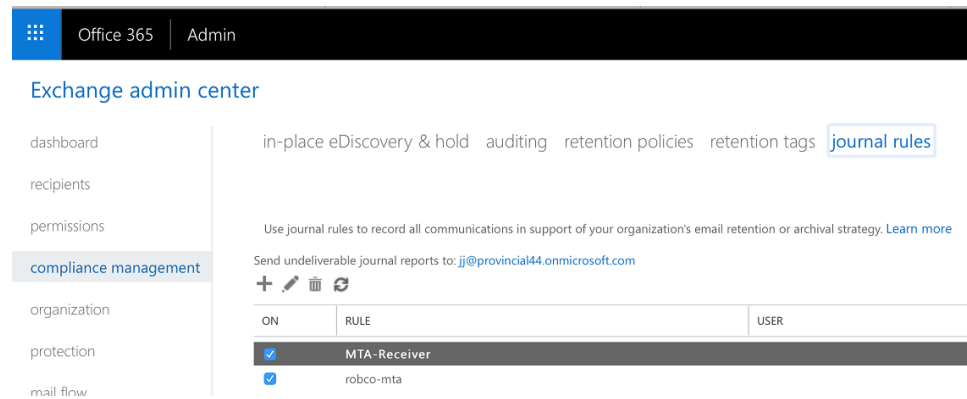 Office 365 Admin
Exchange admin center
dashboard
in-place eDiscovery & hold auditing retention policies retention tags journal rules
recipients
permissions
Use journal rules to record all communications in support of your organization's email retention or archival strategy. Learn more
compliance management
Send undeliverable journal reports to: jj@provincial44.onmicrosoft.com
organization
ON RULE USER
protection
MTA-Receiver
robco-mta
mail flow